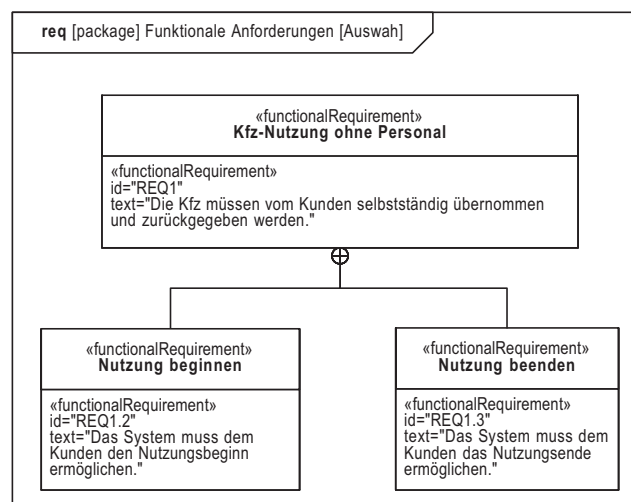 req [package] Funktionale Anforderungen [Auswah]
«functionalRequirement»
Kfz-Nutzung ohne Personal
«functionalRequirement»
id="REQ1"
text="Die Kfz müssen vom Kunden selbstständig übernommen
und zurückgegeben werden."
«functionalRequirement»
Nutzung beginnen
«functionalRequirement»
id="REQ1.2"
text="Das System muss dem
Kunden den Nutzungsbeginn
ermöglichen."
«functionalRequirement»
Nutzung beenden
«functionalRequirement»
id="REQ1.3"
text="Das System muss dem
Kunden das Nutzungsende
ermöglichen."